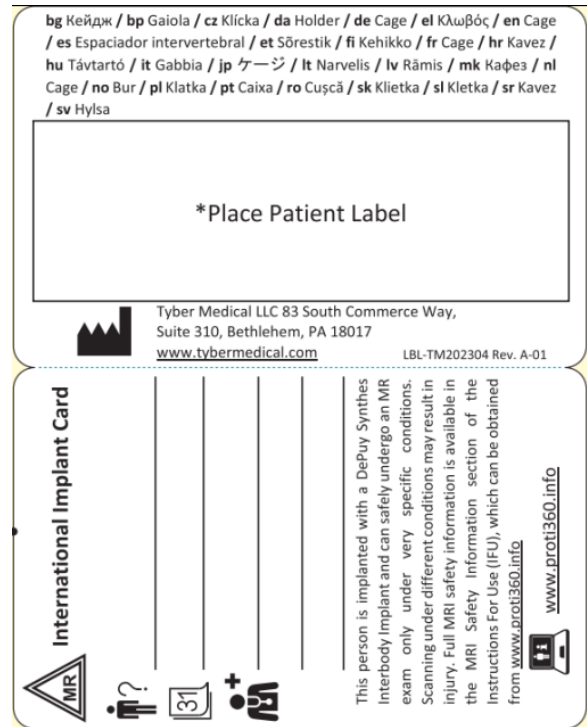 bg Кейдж / bp Gaiola / cz Klícka / da Holder / de Cage / el Κλωβός / en Cage
/ es Espaciador intervertebral / et Sõrestik / fi Kehikko / fr Cage / hr Kavez /
hu Távtartó / it Gabbia / jp ケージ / lt Narvelis / lv Rāmis / mk Кафез / nl
Cage / no Bur / pl Klatka / pt Caixa / ro Cușcă / sk Klietka / sl Kletka / sr Kavez
/ sv Hylsa
*Place Patient Label
Tyber Medical LLC 83 South Commerce Way,
Suite 310, Bethlehem, PA 18017
www.tybermedical.com
LBL-TM202304 Rev. A-01
MR
International Implant Card
?
31
This person is implanted with a DePuy Synthes
Interbody Implant and can safely undergo an MR
exam only under very specific conditions.
Scanning under different conditions may result in
injury. Full MRI safety information is available in
the MRI Safety Information section of the
Instructions For Use (IFU), which can be obtained
from www.proti360.info
www.proti360.info